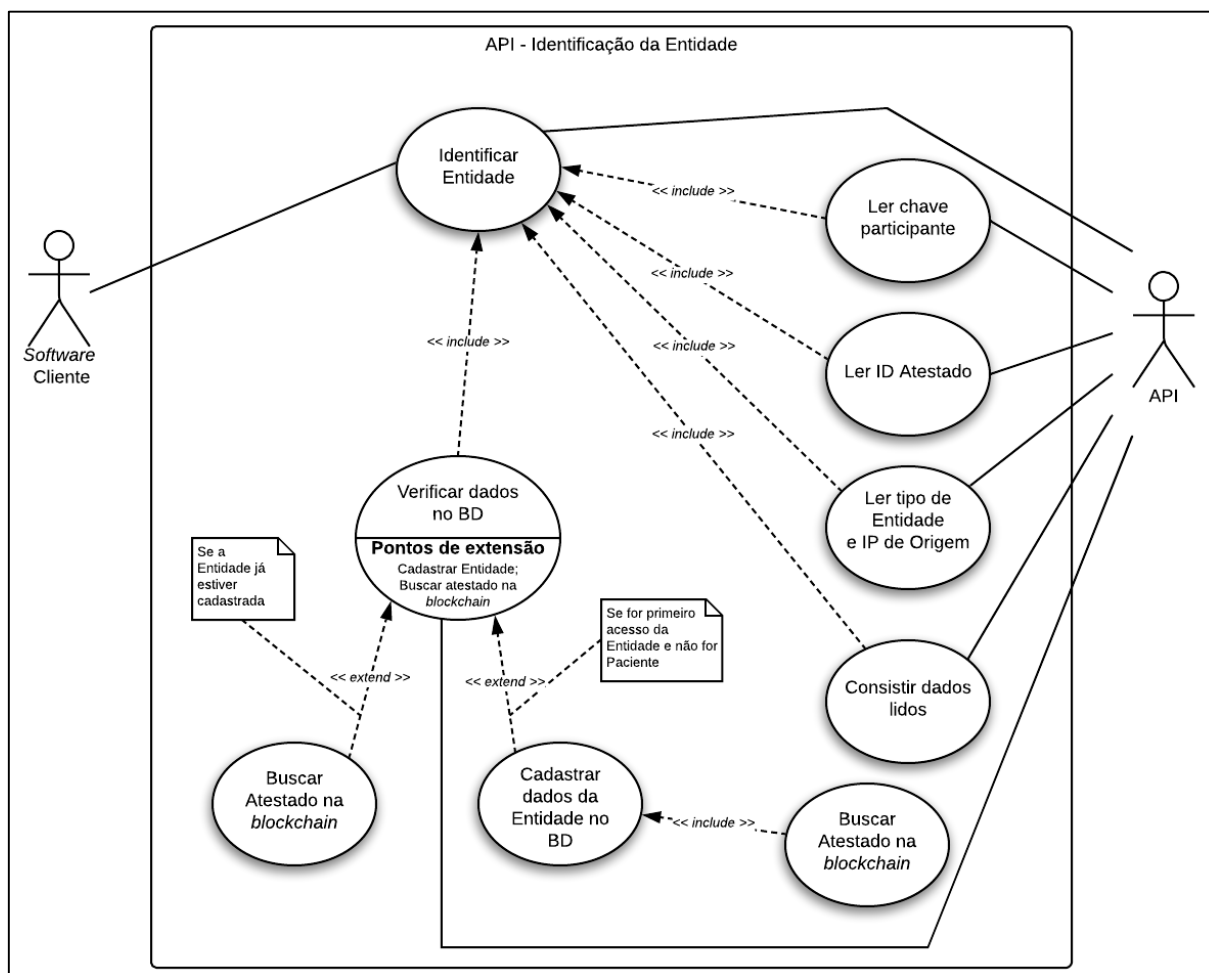 API - Identificação da Entidade
Identificar
Entidade
<< include >>
Ler chave
participante
Software
Cliente
<< include >>
<< include >>
<< include >>
Ler ID Atestado
API
<< include >>
Verificar dados
no BD
Pontos de extensão
Cadastrar Entidade;
Buscar atestado na
blockchain
Ler tipo de
Entidade
e IP de Origem
Se a
Entidade já
estiver
cadastrada
Se for primeiro
acesso da
Entidade e não for
Paciente
<< extend >>
<< extend >>
Consistir dados
lidos
Buscar
Atestado na
blockchain
Cadastrar
dados da
Entidade no
BD
<< include >>
Buscar
Atestado na
blockchain